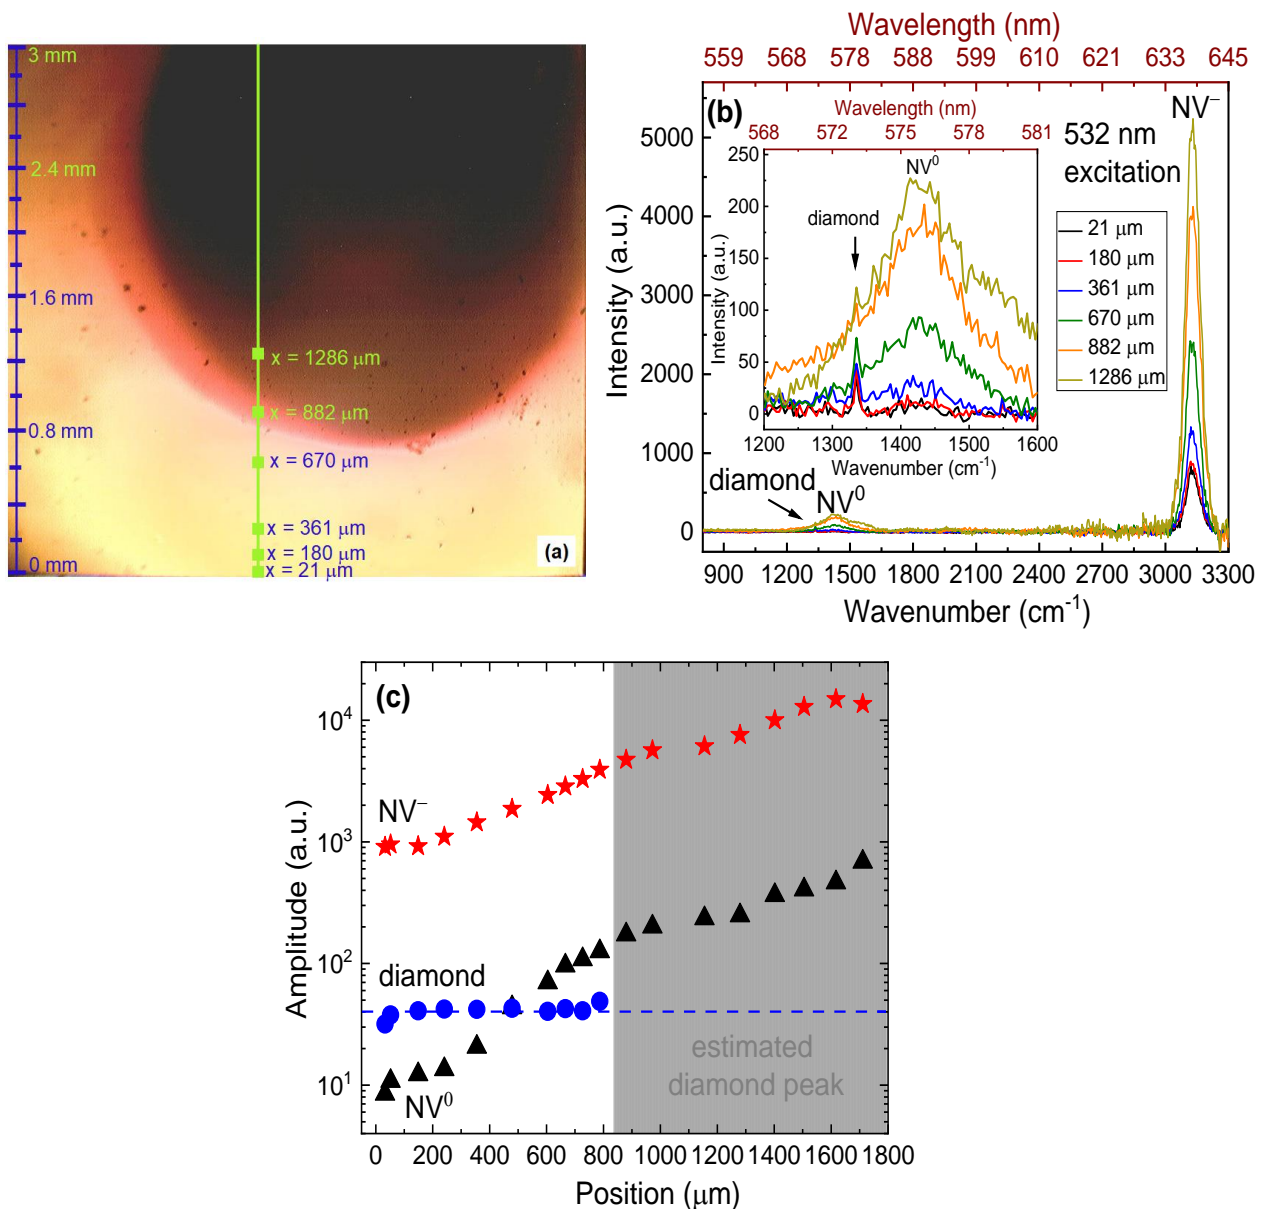 3 mm
2.4 mm
1.6 mm
x = 1286 μm
x = 882 μm
0.8 mm
x = 670 μm
x = 361 μm
x = 180 μm
0 mm
x = 21 μm
(a)
Wavelength (nm)
559 568 578 588 599 610 621 633 645
(b)
NV⁻
532 nm
excitation
Intensity (a.u.)
5000
4000
3000
2000
1000
0
21 μm
180 μm
361 μm
670 μm
882 μm
1286 μm
Wavelength (nm)
568 572 575 578 581
Intensity (a.u.)
250
200
150
100
50
0
NV⁰
diamond
1200 1300 1400 1500 1600
Wavenumber (cm⁻¹)
diamond
NV⁰
900 1200 1500 1800 2100 2400 2700 3000 3300
Wavenumber (cm⁻¹)
(c)
Amplitude (a.u.)
10⁴
10³
10²
10¹
NV⁻
diamond
NV⁰
estimated
diamond peak
0 200 400 600 800 1000 1200 1400 1600 1800
Position (μm)